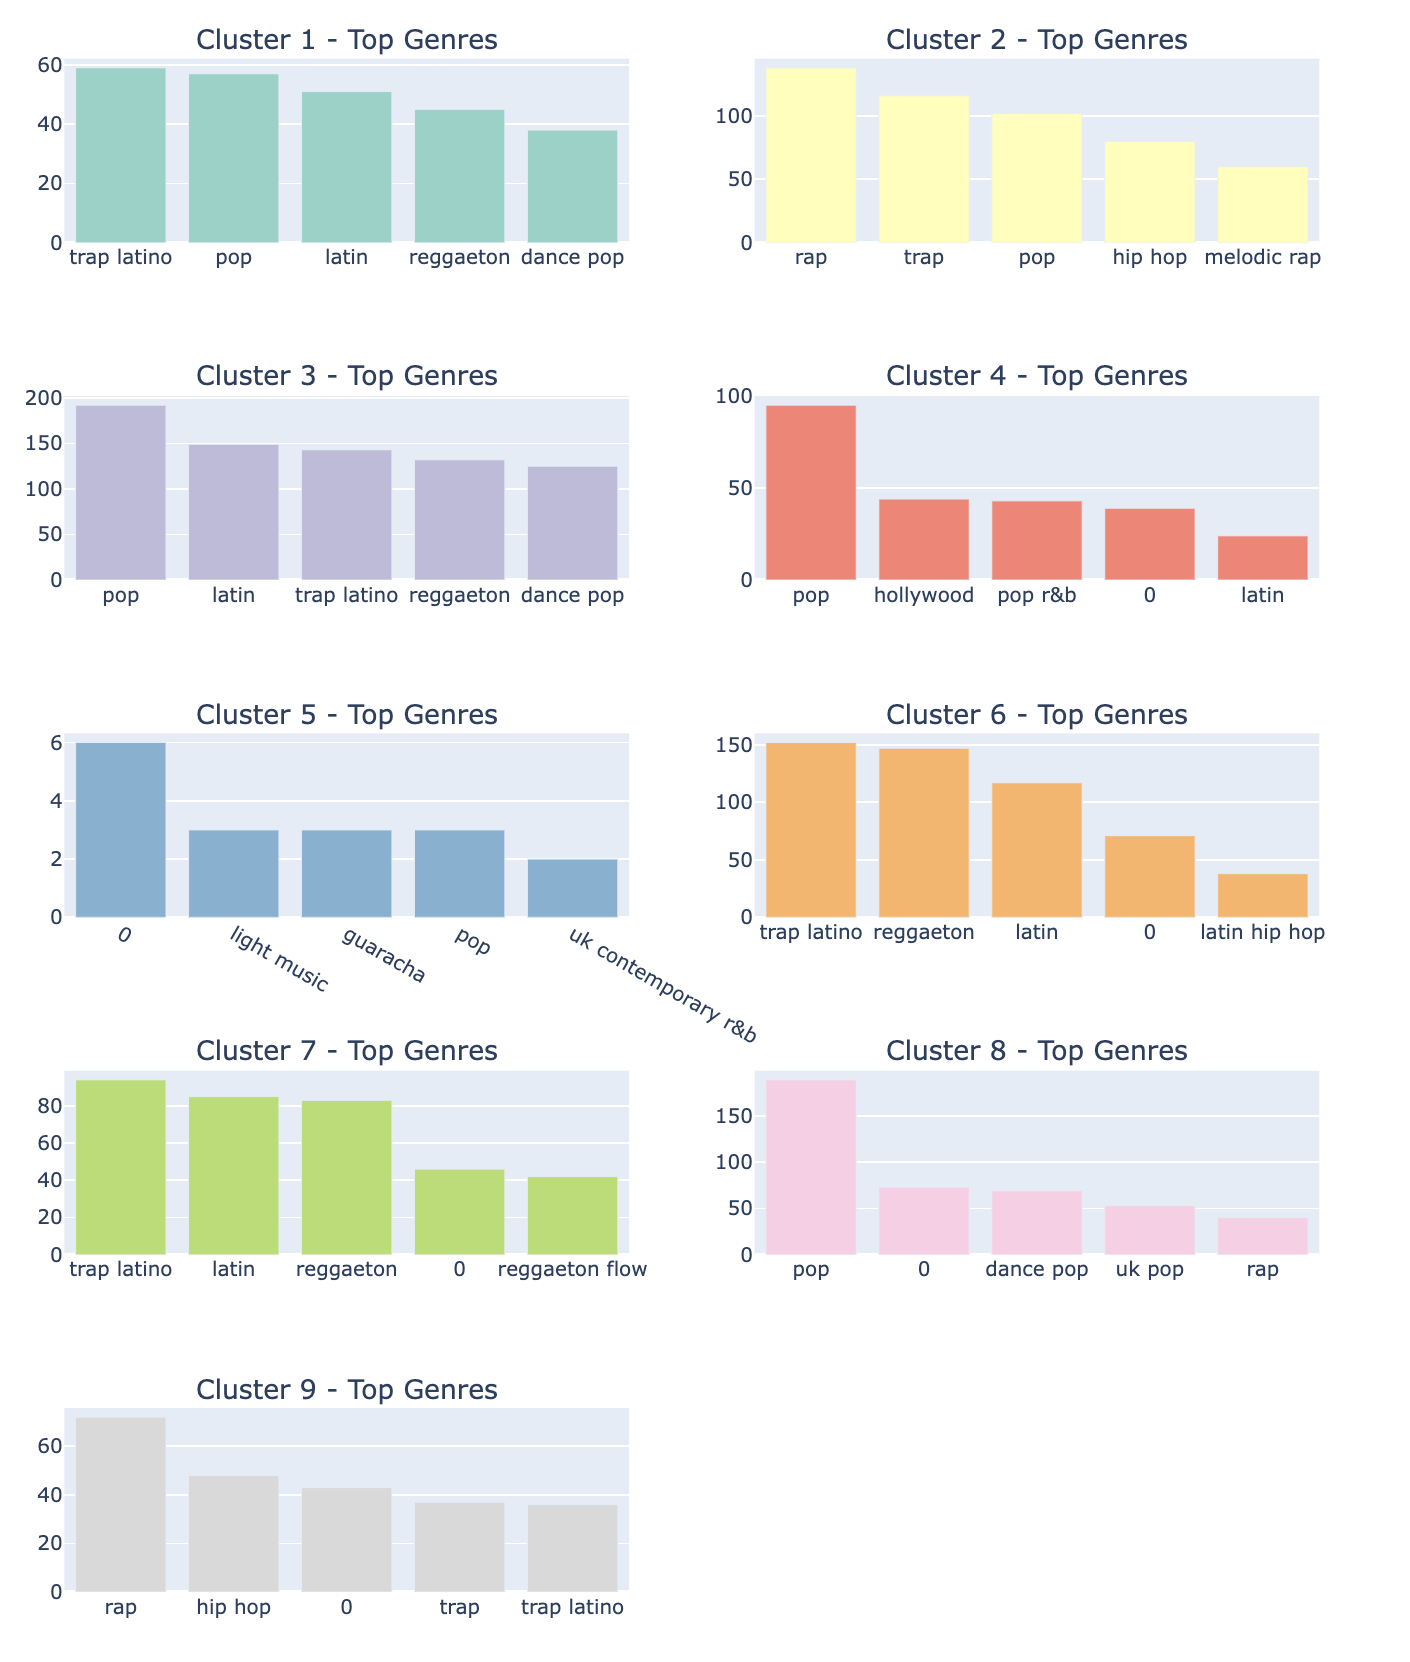 Cluster 1 - Top Genres
60
40
20
0
trap latino pop latin reggaeton dance pop
Cluster 2 - Top Genres
100
50
0
rap trap pop hip hop melodic rap
Cluster 3 - Top Genres
200
150
100
50
0
pop latin trap latino reggaeton dance pop
Cluster 4 - Top Genres
100
50
0
pop hollywood pop r&b 0 latin
Cluster 5 - Top Genres
6
4
2
0
0 light music guaracha pop uk contemporary r&b
Cluster 6 - Top Genres
150
100
50
0
trap latino reggaeton latin 0 latin hip hop
Cluster 7 - Top Genres
80
60
40
20
0
trap latino latin reggaeton 0 reggaeton flow
Cluster 8 - Top Genres
150
100
50
0
pop 0 dance pop uk pop rap
Cluster 9 - Top Genres
60
40
20
0
rap hip hop 0 trap trap latino